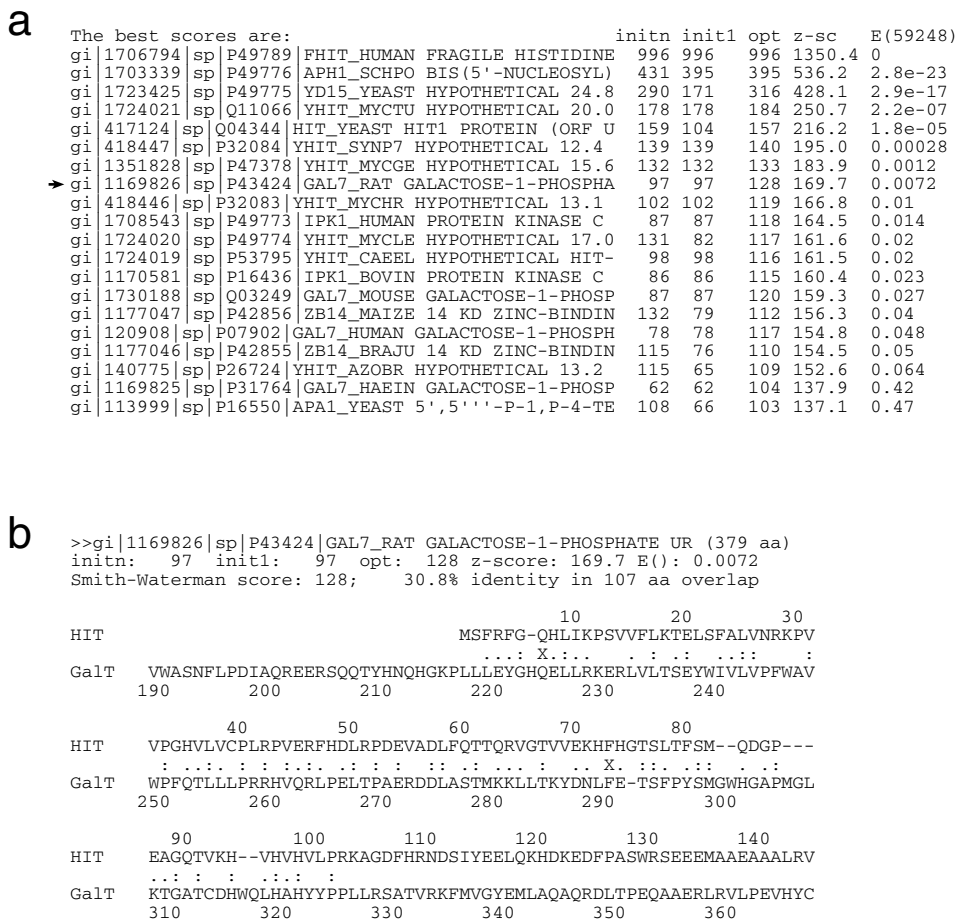 a
The best scores are: initn init1 opt z-sc E(59248)
gi|1706794|sp|P49789|FHIT_HUMAN FRAGILE HISTIDINE 996 996 996 1350.4 0
gi|1703339|sp|P49776|APH1_SCHPO BIS(5'-NUCLEOSYL) 431 395 395 536.2 2.8e-23
gi|1723425|sp|P49775|YD15_YEAST HYPOTHETICAL 24.8 290 171 316 428.1 2.9e-17
gi|1724021|sp|Q11066|YHIT_MYCTU HYPOTHETICAL 20.0 178 178 184 250.7 2.2e-07
gi|417124|sp|Q04344|HIT_YEAST HIT1 PROTEIN (ORF U 159 104 157 216.2 1.8e-05
gi|418447|sp|P32084|YHIT_SYNP7 HYPOTHETICAL 12.4 139 139 140 195.0 0.00028
gi|1351828|sp|P47378|YHIT_MYCGE HYPOTHETICAL 15.6 132 132 133 183.9 0.0012
gi|1169826|sp|P43424|GAL7_RAT GALACTOSE-1-PHOSPHA 97 97 128 169.7 0.0072
gi|418446|sp|P32083|YHIT_MYCHR HYPOTHETICAL 13.1 102 102 119 166.8 0.01
gi|1708543|sp|P49773|IPK1_HUMAN PROTEIN KINASE C 87 87 118 164.5 0.014
gi|1724020|sp|P49774|YHIT_MYCLE HYPOTHETICAL 17.0 131 82 117 161.6 0.02
gi|1724019|sp|P53795|YHIT_CAEEL HYPOTHETICAL HIT- 98 98 116 161.5 0.02
gi|1170581|sp|P16436|IPK1_BOVIN PROTEIN KINASE C 86 86 115 160.4 0.023
gi|1730188|sp|Q03249|GAL7_MOUSE GALACTOSE-1-PHOSP 87 87 120 159.3 0.027
gi|1177047|sp|P42856|ZB14_MAIZE 14 KD ZINC-BINDIN 132 79 112 156.3 0.04
gi|120908|sp|P07902|GAL7_HUMAN GALACTOSE-1-PHOSPH 78 78 117 154.8 0.048
gi|1177046|sp|P42855|ZB14_BRAJU 14 KD ZINC-BINDIN 115 76 110 154.5 0.05
gi|140775|sp|P26724|YHIT_AZOBR HYPOTHETICAL 13.2 115 65 109 152.6 0.064
gi|1169825|sp|P31764|GAL7_HAEIN GALACTOSE-1-PHOSP 62 62 104 137.9 0.42
gi|113999|sp|P16550|APA1_YEAST 5',5'''-P-1,P-4-TE 108 66 103 137.1 0.47
b
>>gi|1169826|sp|P43424|GAL7_RAT GALACTOSE-1-PHOSPHATE UR (379 aa)
initn: 97 init1: 97 opt: 128 z-score: 169.7 E(): 0.0072
Smith-Waterman score: 128; 30.8% identity in 107 aa overlap
10 20 30
HIT MSFRFG-QHLIKPSVVFLKTELSFALVNRKPV
...: X.:.. . : .: ..:: :
GalT VWASNFLPDIAQREERSQQTYHNQHGKPLLLEYGHQELLRKERLVLTSEYWIVLVPFWAV
190 200 210 220 230 240
40 50 60 70 80
HIT VPGHVLVCPLRPVERFHDLRPDEVADLFQTTQRVGTVVEKHFHGTSLTFSM--QDGP---
: ..:. : : :.:. : : .:.. .. .: . .. . X. .:: .:. . .:
GalT WPFQTLLLPRRHVQRLPELTPAERDDLASTMKKLLTKYDNLFE-TSFPYSMGWHGAPMGL
250 260 270 280 290 300
90 100 110 120 130 140
HIT EAGQTVKH--VHVHVLPRKAGDFHRNDSIYEELQKHDKEDFPASWRSEEEMAAEAAALRV
..: : . :.: : :
GalT KTGATCDHWQLHAHYYPPLLRSATVRKFMVGYEMLAQAQRDLTPEQAAERLRVLPEVHYC
310 320 330 340 350 360